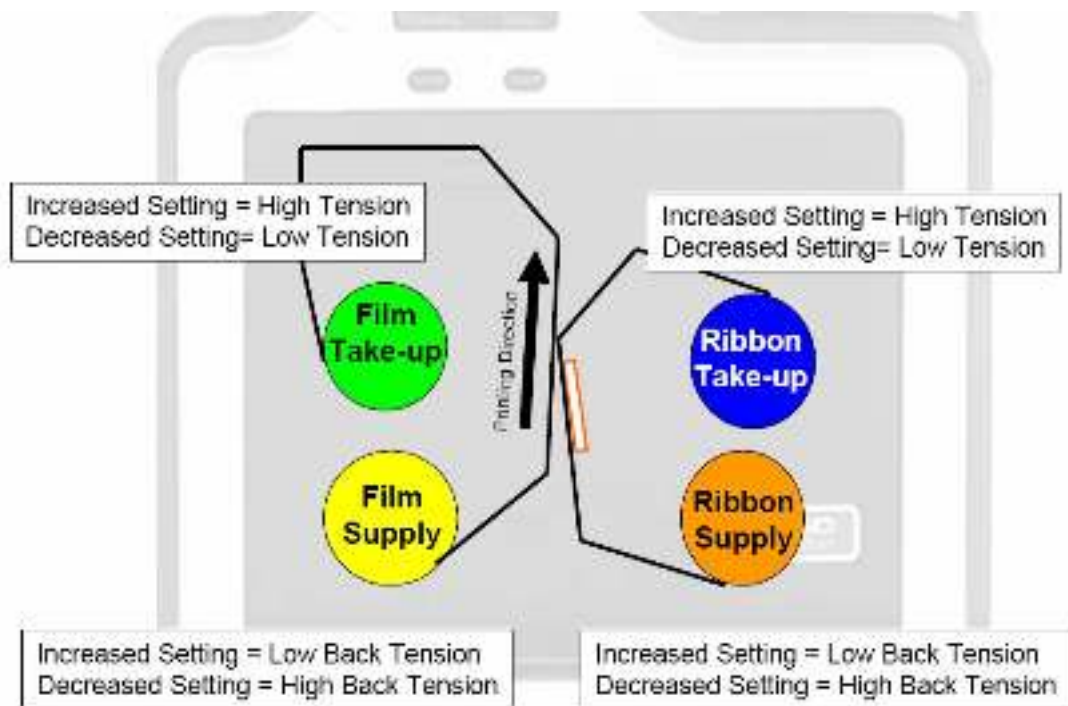 Increased Setting = High Tension
Decreased Setting= Low Tension
Increased Setting = High Tension
Decreased Setting= Low Tension
Film
Take-up
Printing Direction
Ribbon
Take-up
Film
Supply
Ribbon
Supply
Increased Setting = Low Back Tension
Decreased Setting = High Back Tension
Increased Setting = Low Back Tension
Decreased Setting = High Back Tension